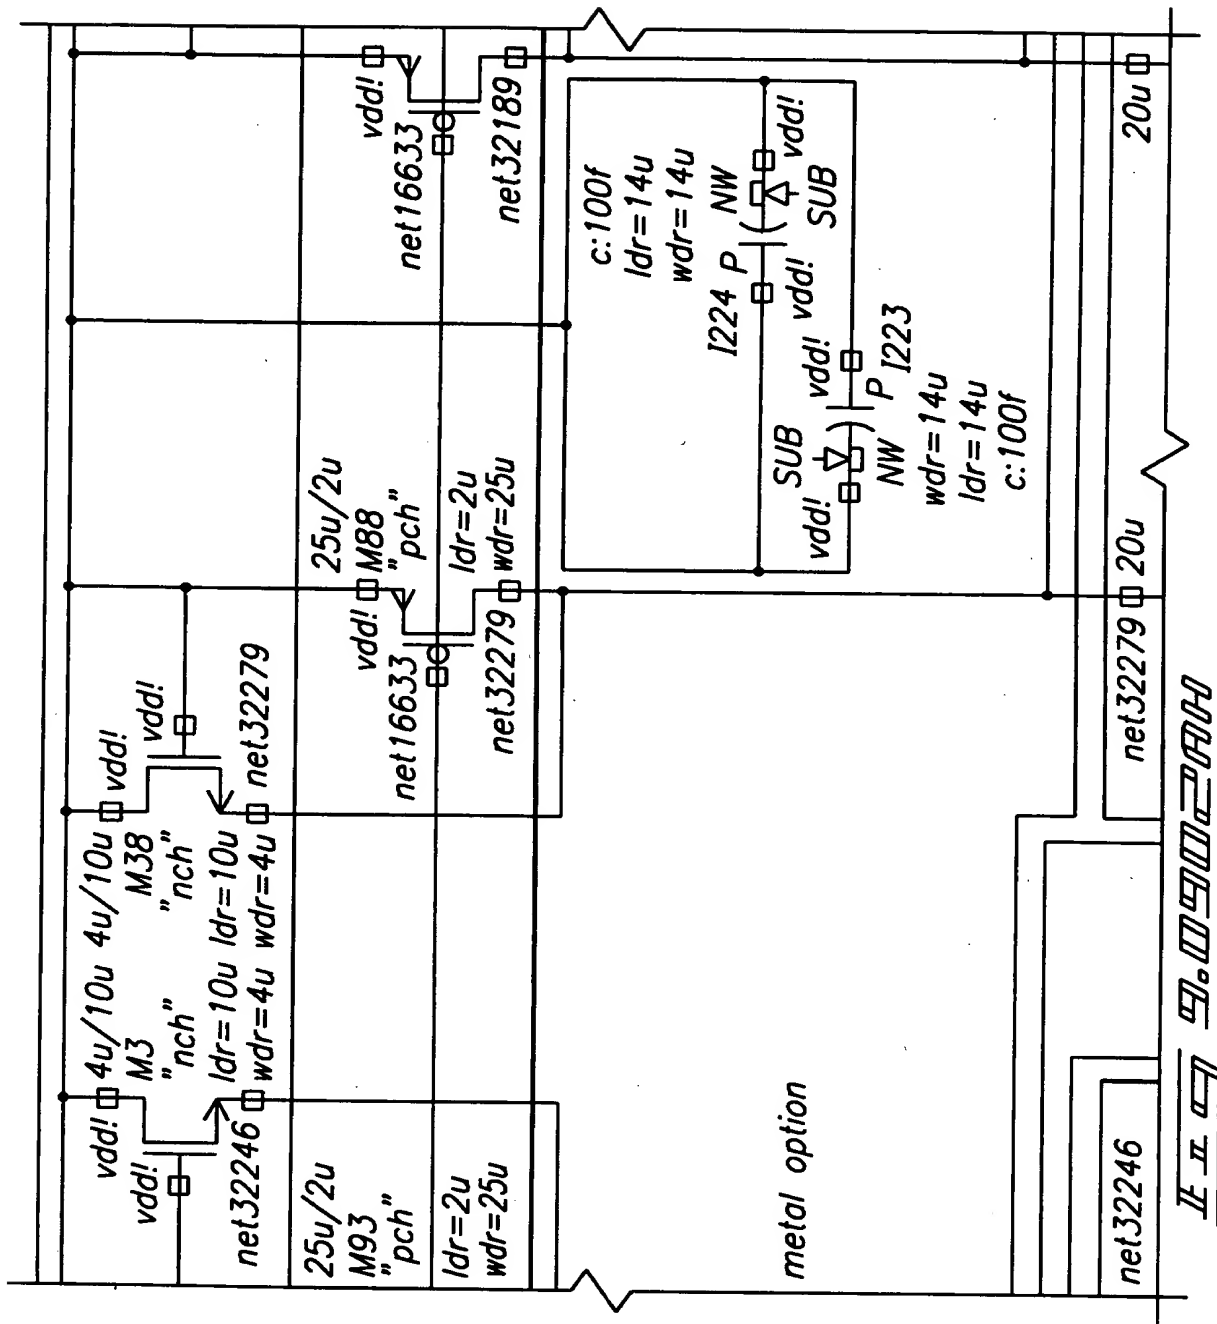 4u/10u
M3
"nch"
ldr=10u
wdr=4u
vdd!
vdd!
net32246
4u/10u
M38
"nch"
ldr=10u
wdr=4u
vdd!
vdd!
net32279
25u/2u
M93
"pch"
ldr=2u
wdr=25u
25u/2u
M88
"pch"
ldr=2u
wdr=25u
vdd!
net16633
net32279
vdd!
net16633
net32189
c:100f
ldr=14u
wdr=14u
I224 P NW
vdd!
vdd!
SUB
vdd!
vdd!
SUB
NW P I223
wdr=14u
ldr=14u
c:100f
metal option
net32246
net32279
20u
20u
FIG 9.0902AH